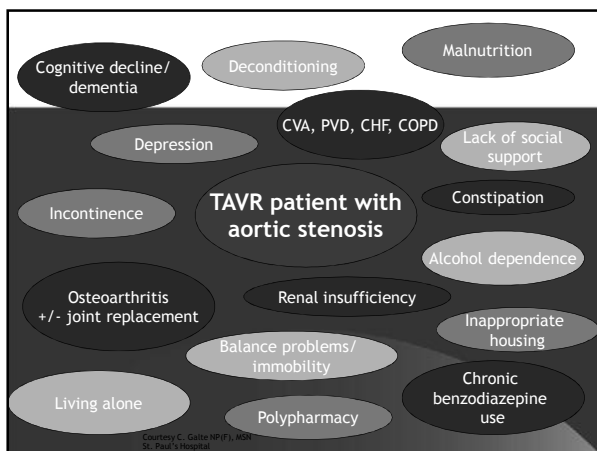 Malnutrition
Cognitive decline/
dementia
Deconditioning
CVA, PVD, CHF, COPD
Depression
Lack of social
support
TAVR patient with
aortic stenosis
Constipation
Incontinence
Alcohol dependence
Osteoarthritis
+/- joint replacement
Renal insufficiency
Inappropriate
housing
Balance problems/
immobility
Chronic
benzodiazepine
use
Living alone
Polypharmacy
Courtesy C. Galte NP(F), MSN
St. Paul's Hospital